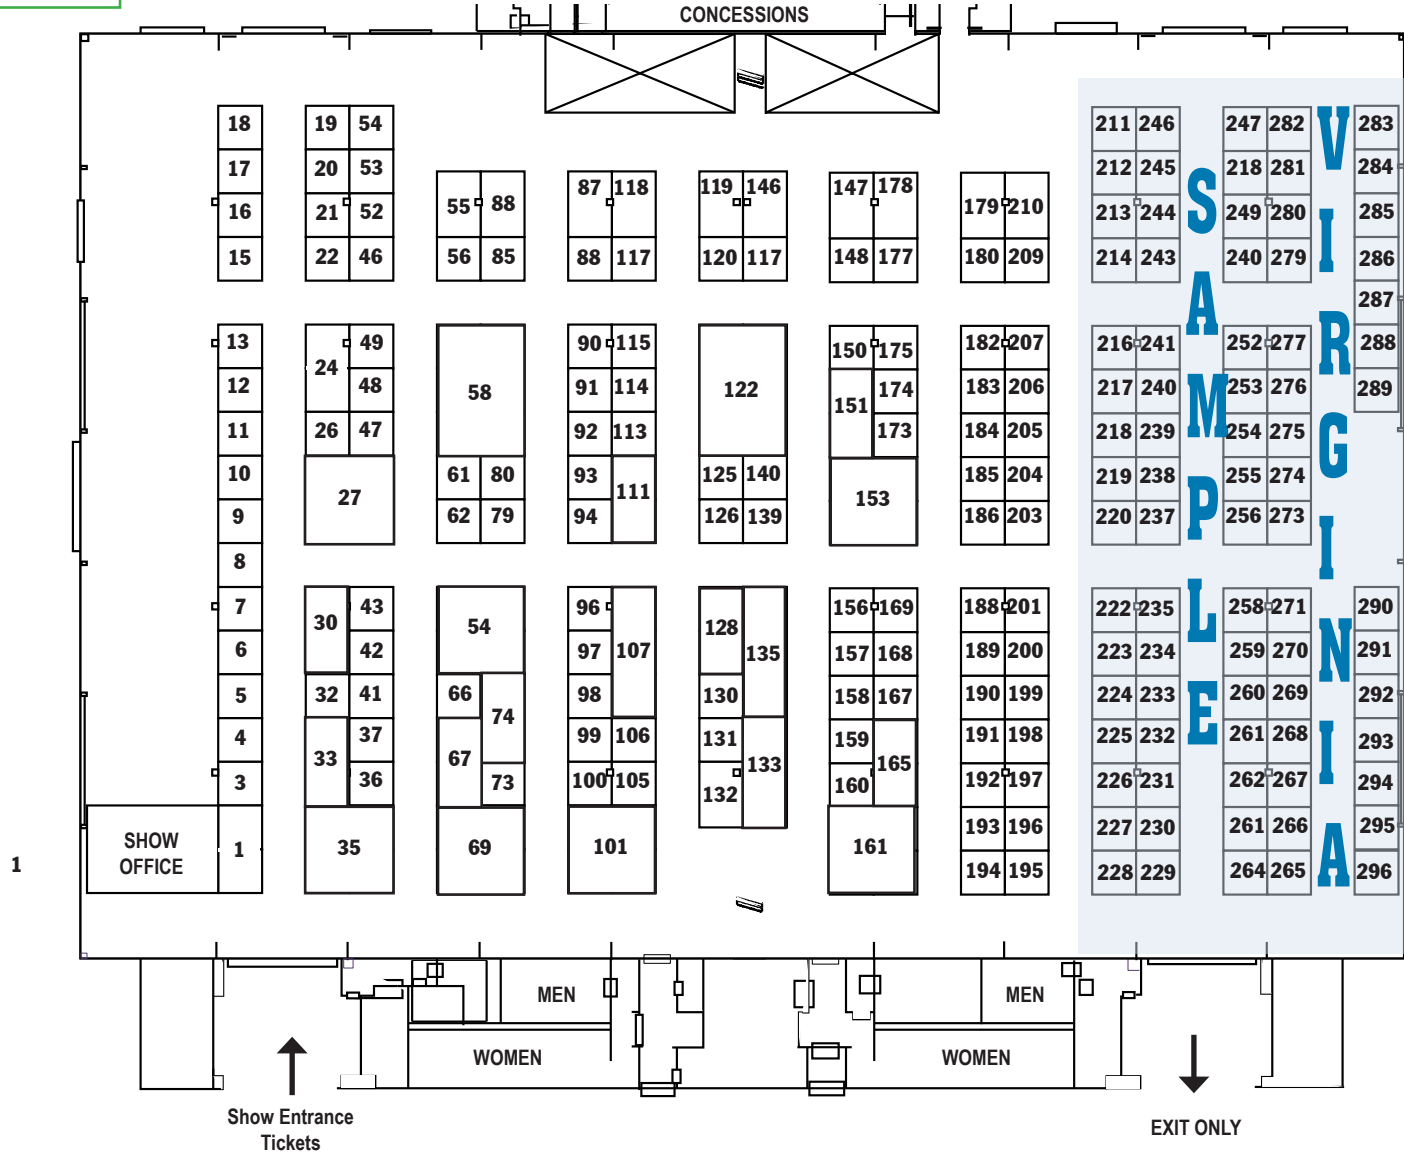 CONCESSIONS
18 19 54 211 246 247 282 283
17 20 53 212 245 218 281 284
16 21 52 55 88 87 118 119 146 147 178 179 210 213 244 249 280 285
15 22 46 56 85 88 117 120 117 148 177 180 209 214 243 240 279 286
287
13 24 49 58 90 115 122 150 175 182 207 216 241 252 277 288
12 48 91 114 151 174 183 206 217 240 253 276 289
11 26 47 92 113 173 184 205 218 239 254 275
10 27 61 80 93 111 125 140 153 185 204 219 238 255 274
9 62 79 94 126 139 186 203 220 237 256 273
8
7 30 43 54 96 107 128 135 156 169 188 201 222 235 258 271 290
6 42 97 157 168 189 200 223 234 259 270 291
5 32 41 66 74 98 130 158 167 190 199 224 233 260 269 292
4 33 37 67 99 106 131 133 159 165 191 198 225 232 261 268 293
3 36 73 100 105 132 160 192 197 226 231 262 267 294
193 196 227 230 261 266 295
SHOW
OFFICE
1 35 69 101 161 194 195 228 229 264 265 296
1
SAMPLE
VIRGINIA
MEN
MEN
WOMEN
WOMEN
Show Entrance
Tickets
EXIT ONLY